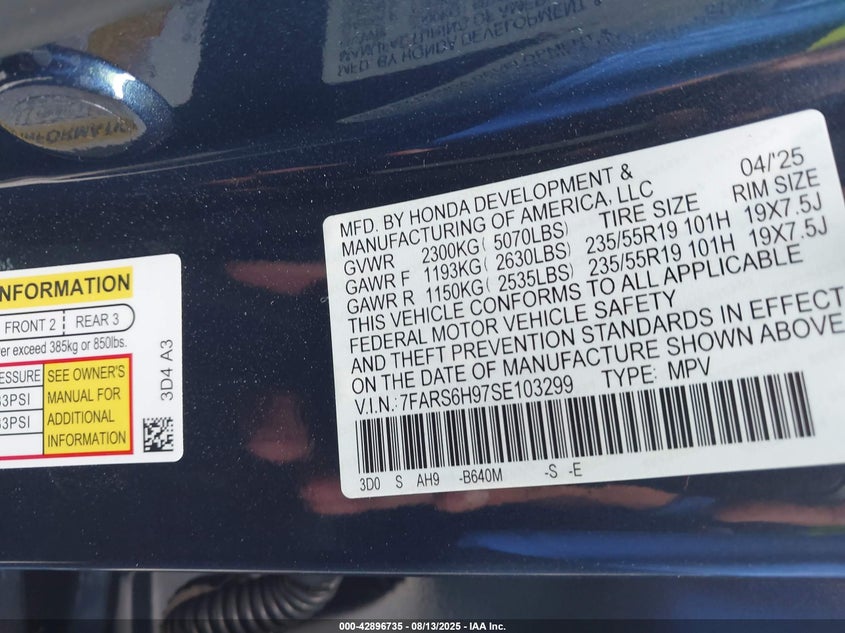 MFD. BY HONDA DEVELOPMENT &
MANUFACTURING OF AMERICA, LLC
04/'25
GVWR 2300KG( 5070LBS) TIRE SIZE RIM SIZE
GAWR F 1193KG( 2630LBS) 235/55R19 101H 19X7.5J
GAWR R 1150KG( 2535LBS) 235/55R19 101H 19X7.5J
THIS VEHICLE CONFORMS TO ALL APPLICABLE
FEDERAL MOTOR VEHICLE SAFETY
AND THEFT PREVENTION STANDARDS IN EFFECT
ON THE DATE OF MANUFACTURE SHOWN ABOVE
V.I.N.:7FARS6H97SE103299 TYPE: MPV
3D0 S AH9 -B640M -S -E
INFORMATION
FRONT 2 REAR 3
exceed 385kg or 850lbs.
SEE OWNER'S
MANUAL FOR
ADDITIONAL
INFORMATION
33PSI
33PSI
3D4 A3
000-42896735 - 08/13/2025 - IAA Inc.